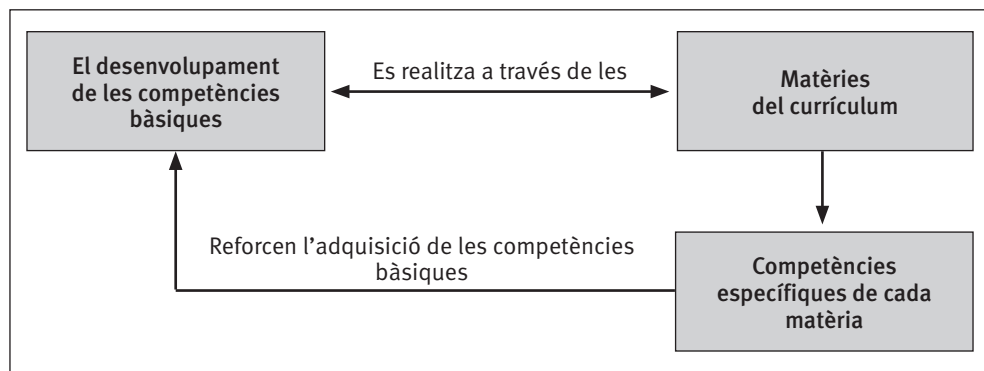 El desenvolupament
de les competències
bàsiques
Es realitza a través de les
Matèries
del currículum
Reforcen l’adquisició de les competències
bàsiques
Competències
específiques de cada
matèria